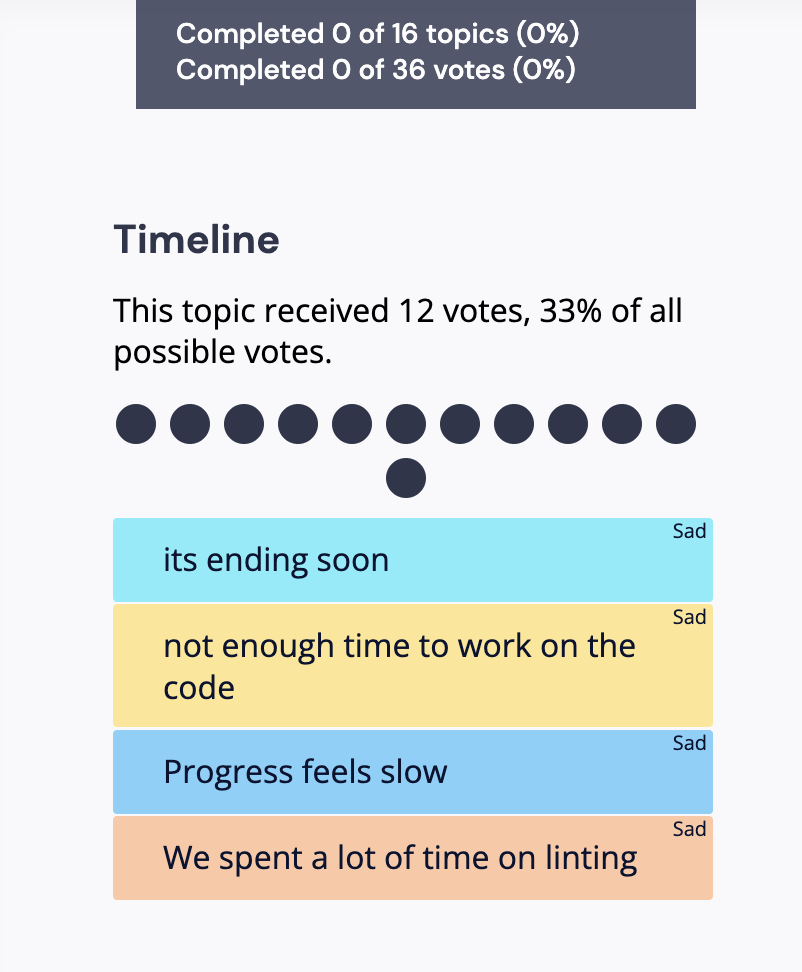 Completed 0 of 16 topics (0%)
Completed 0 of 36 votes (0%)
Timeline
This topic received 12 votes, 33% of all
possible votes.
Sad
its ending soon
Sad
not enough time to work on the
code
Sad
Progress feels slow
Sad
We spent a lot of time on linting